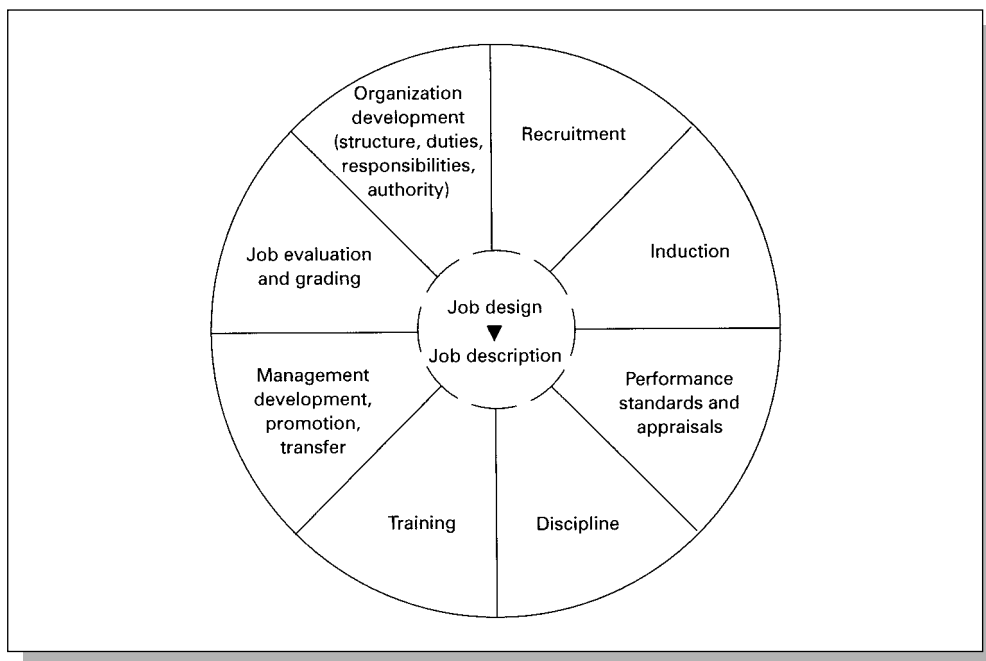 Organization
development
(structure, duties,
responsibilities,
authority)
Recruitment
Induction
Performance
standards and
appraisals
Discipline
Training
Management
development,
promotion,
transfer
Job evaluation
and grading
Job design
▼
Job description